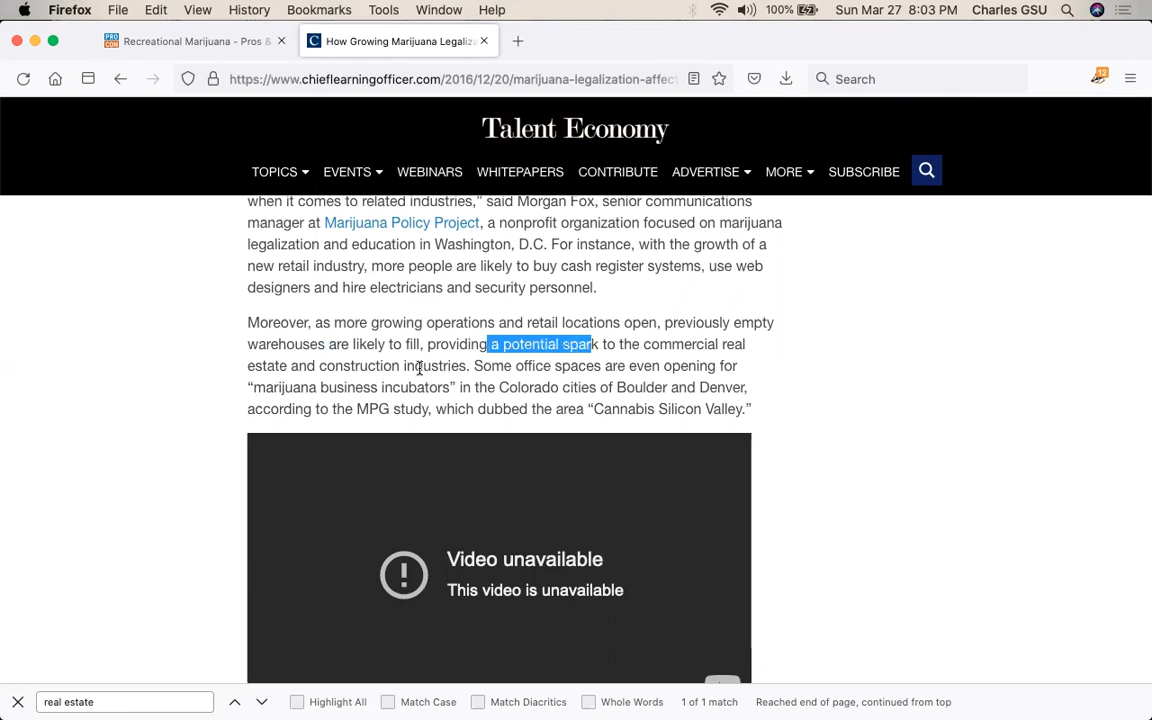 Firefox File Edit View History Bookmarks Tools Window Help 100% Sun Mar 27 8:03 PM Charles GSU
PRO CON Recreational Marijuana - Pros & C How Growing Marijuana Legaliza
https://www.chieflearningofficer.com/2016/12/20/marijuana-legalization-affect Search 12
Talent Economy
TOPICS EVENTS WEBINARS WHITEPAPERS CONTRIBUTE ADVERTISE MORE SUBSCRIBE
when it comes to related industries,” said Morgan Fox, senior communications
manager at Marijuana Policy Project, a nonprofit organization focused on marijuana
legalization and education in Washington, D.C. For instance, with the growth of a
new retail industry, more people are likely to buy cash register systems, use web
designers and hire electricians and security personnel.
Moreover, as more growing operations and retail locations open, previously empty
warehouses are likely to fill, providing a potential spark to the commercial real
estate and construction industries. Some office spaces are even opening for
“marijuana business incubators” in the Colorado cities of Boulder and Denver,
according to the MPG study, which dubbed the area “Cannabis Silicon Valley.”
Video unavailable
This video is unavailable
real estate Highlight All Match Case Match Diacritics Whole Words 1 of 1 match Reached end of page, continued from top